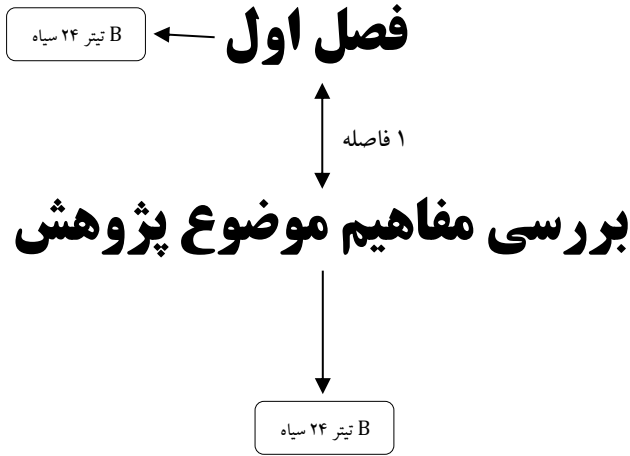 فصل اول
B تیتر ۲۴ سیاه
۱ فاصله
بررسی مفاهیم موضوع پژوهش
B تیتر ۲۴ سیاه